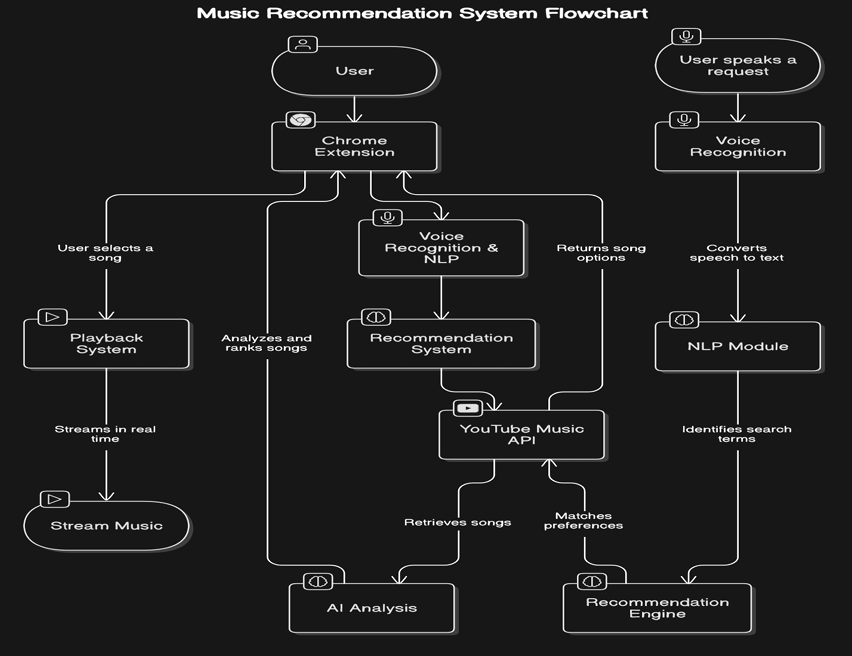 Music Recommendation System Flowchart
User
User speaks a
request
Chrome
Extension
Voice
Recognition
Voice
Recognition &
NLP
User selects a
song
Returns song
options
Converts
speech to text
Playback
System
Analyzes and
ranks songs
Recommendation
System
NLP Module
Streams in real
time
YouTube Music
API
Identifies search
terms
Stream Music
Retrieves songs
Matches
preferences
AI Analysis
Recommendation
Engine